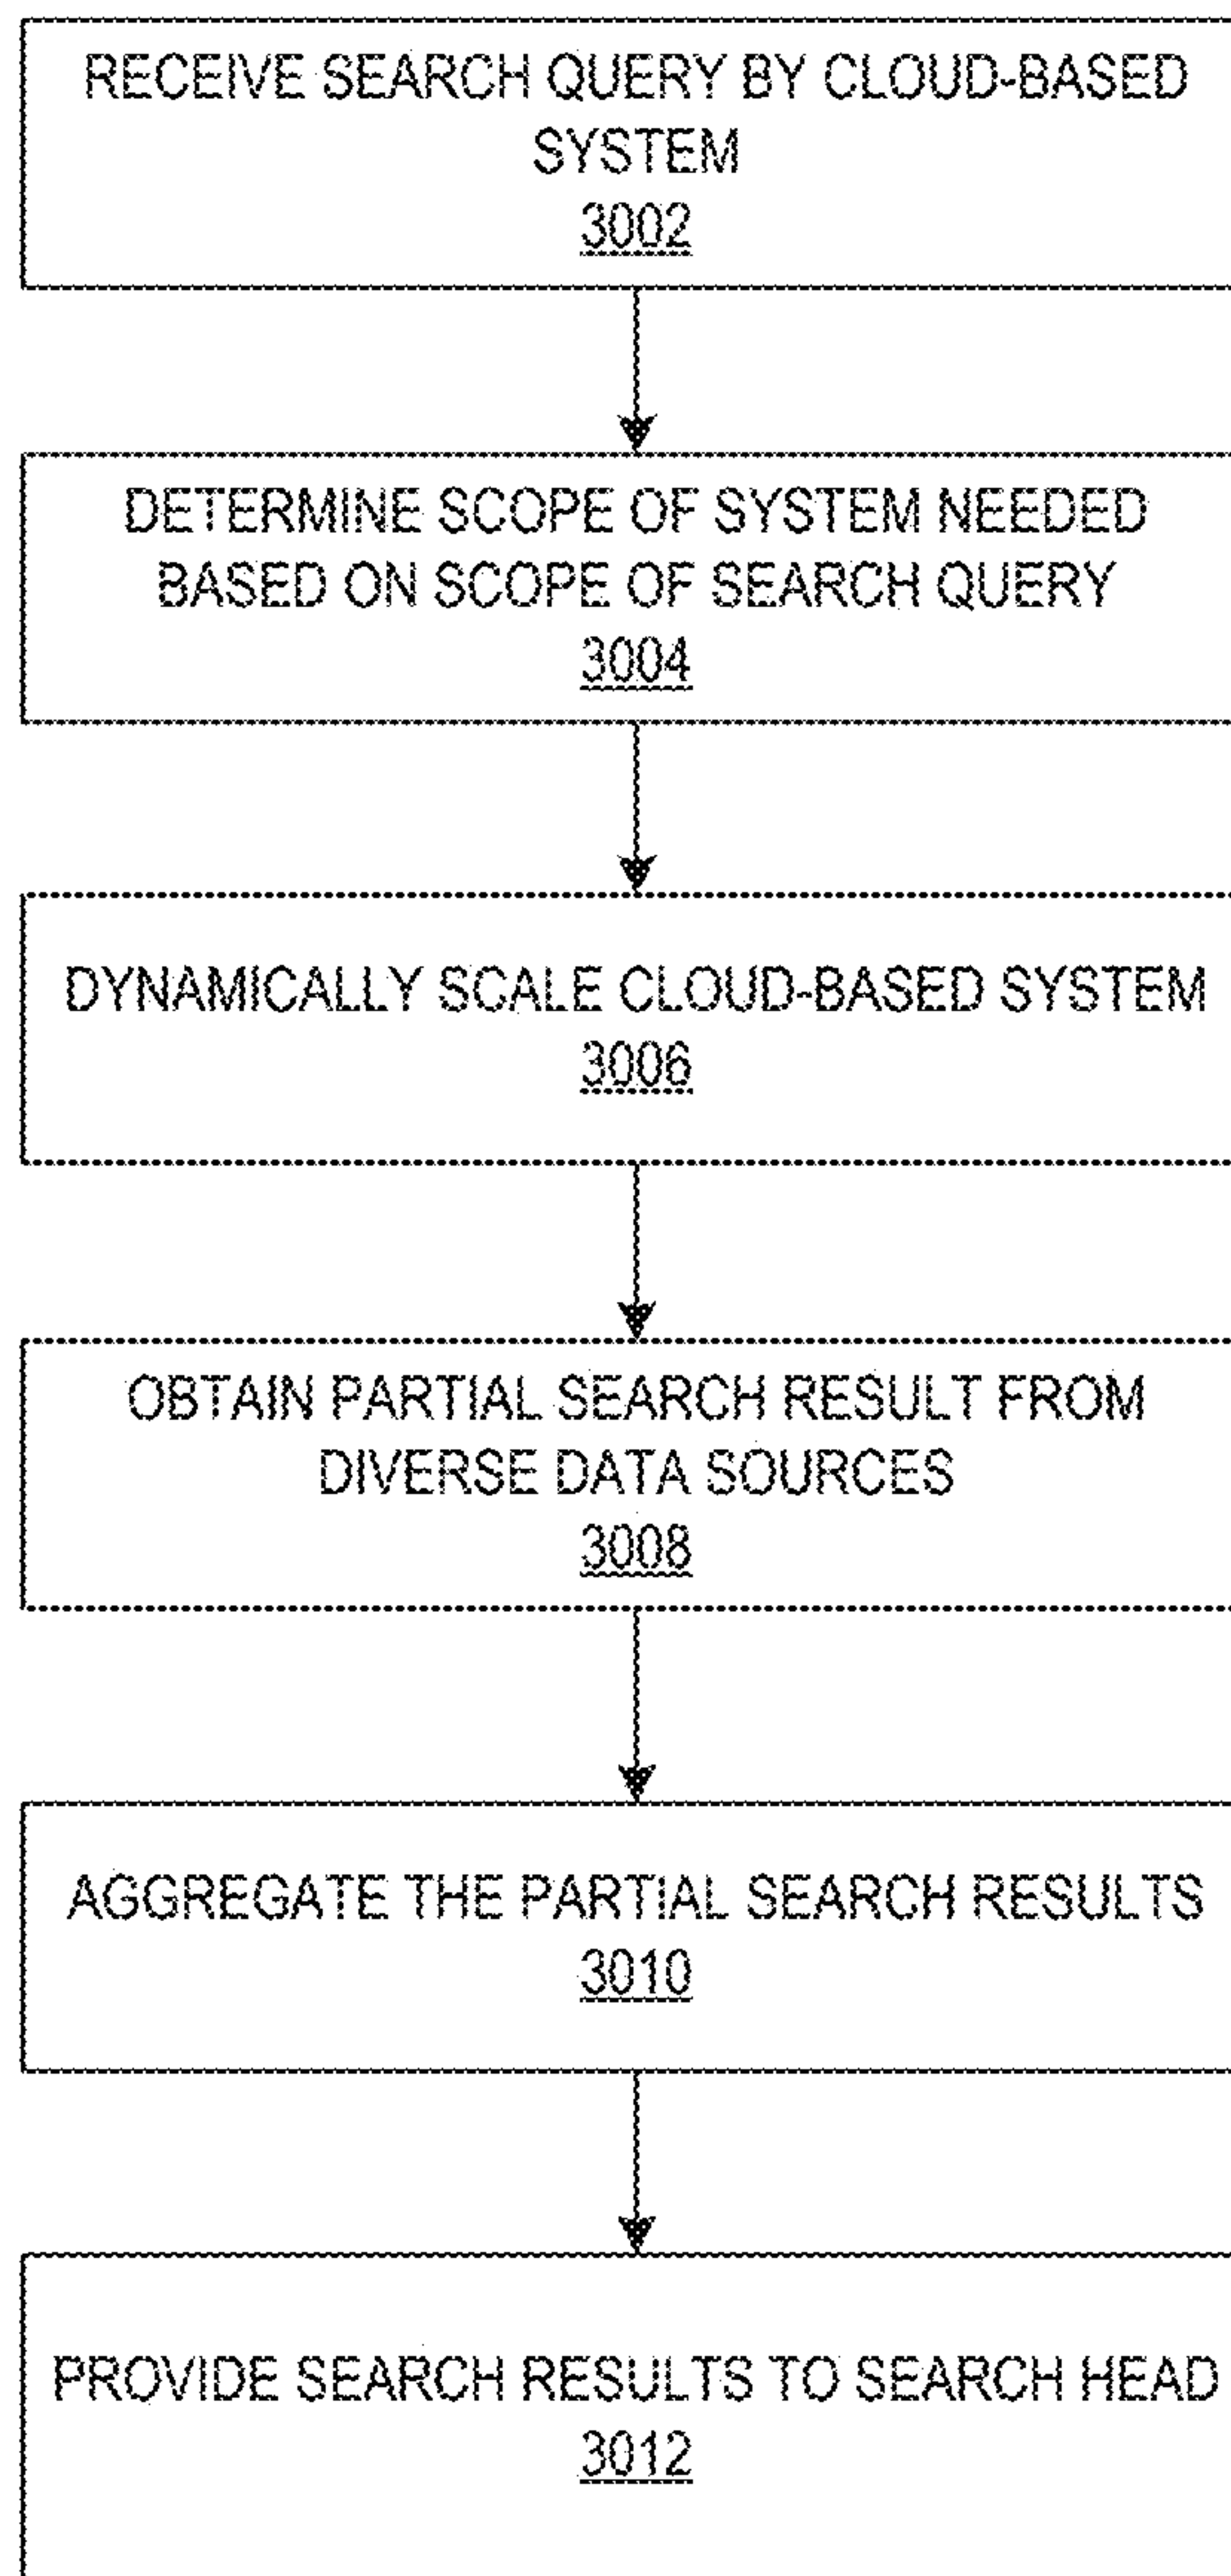 RECEIVE SEARCH QUERY BY CLOUD-BASED
SYSTEM
3002
DETERMINE SCOPE OF SYSTEM NEEDED
BASED ON SCOPE OF SEARCH QUERY
3004
DYNAMICALLY SCALE CLOUD-BASED SYSTEM
3006
OBTAIN PARTIAL SEARCH RESULT FROM
DIVERSE DATA SOURCES
3008
AGGREGATE THE PARTIAL SEARCH RESULTS
3010
PROVIDE SEARCH RESULTS TO SEARCH HEAD
3012